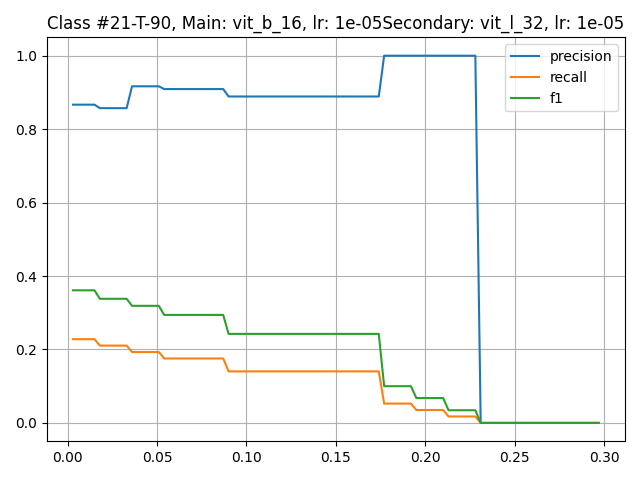 Class #21-T-90, Main: vit_b_16, lr: 1e-05Secondary: vit_l_32, lr: 1e-05
1.0
0.8
0.6
0.4
0.2
0.0
precision
recall
f1
0.00 0.05 0.10 0.15 0.20 0.25 0.30